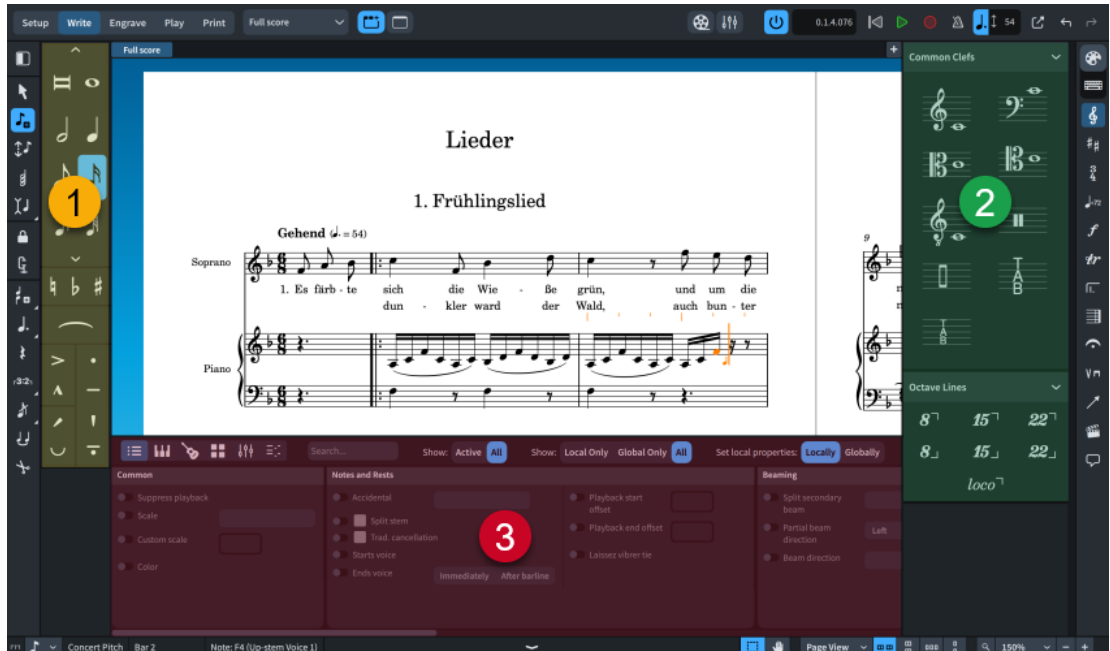 Setup Write Engrave Play Print Full score 0.1.4.076 54
Full score
Common Clefs
Lieder
1. Frühlingslied
1
2
Gehend (♩. = 54)
9
Soprano
1. Es färb - te sich die Wie - ße grün, und um die
dun - kler ward der Wald, auch bun - ter
Piano
Octave Lines
8 15 22
8 15 22
loco
Search... Show: Active All Show: Local Only Global Only All Set local properties: Locally Globally
Common Notes and Rests Beaming
Suppress playback Accidental Playback start offset Split secondary beam
Scale Split stem
Custom scale Trad. cancellation Playback end offset Partial beam direction Left
3
Starts voice Laissez vibrer tie Beam direction
Color Ends voice Immediately After barline
Concert Pitch Bar 2 Note: F4 (Up-stem Voice 1) Page View 150%